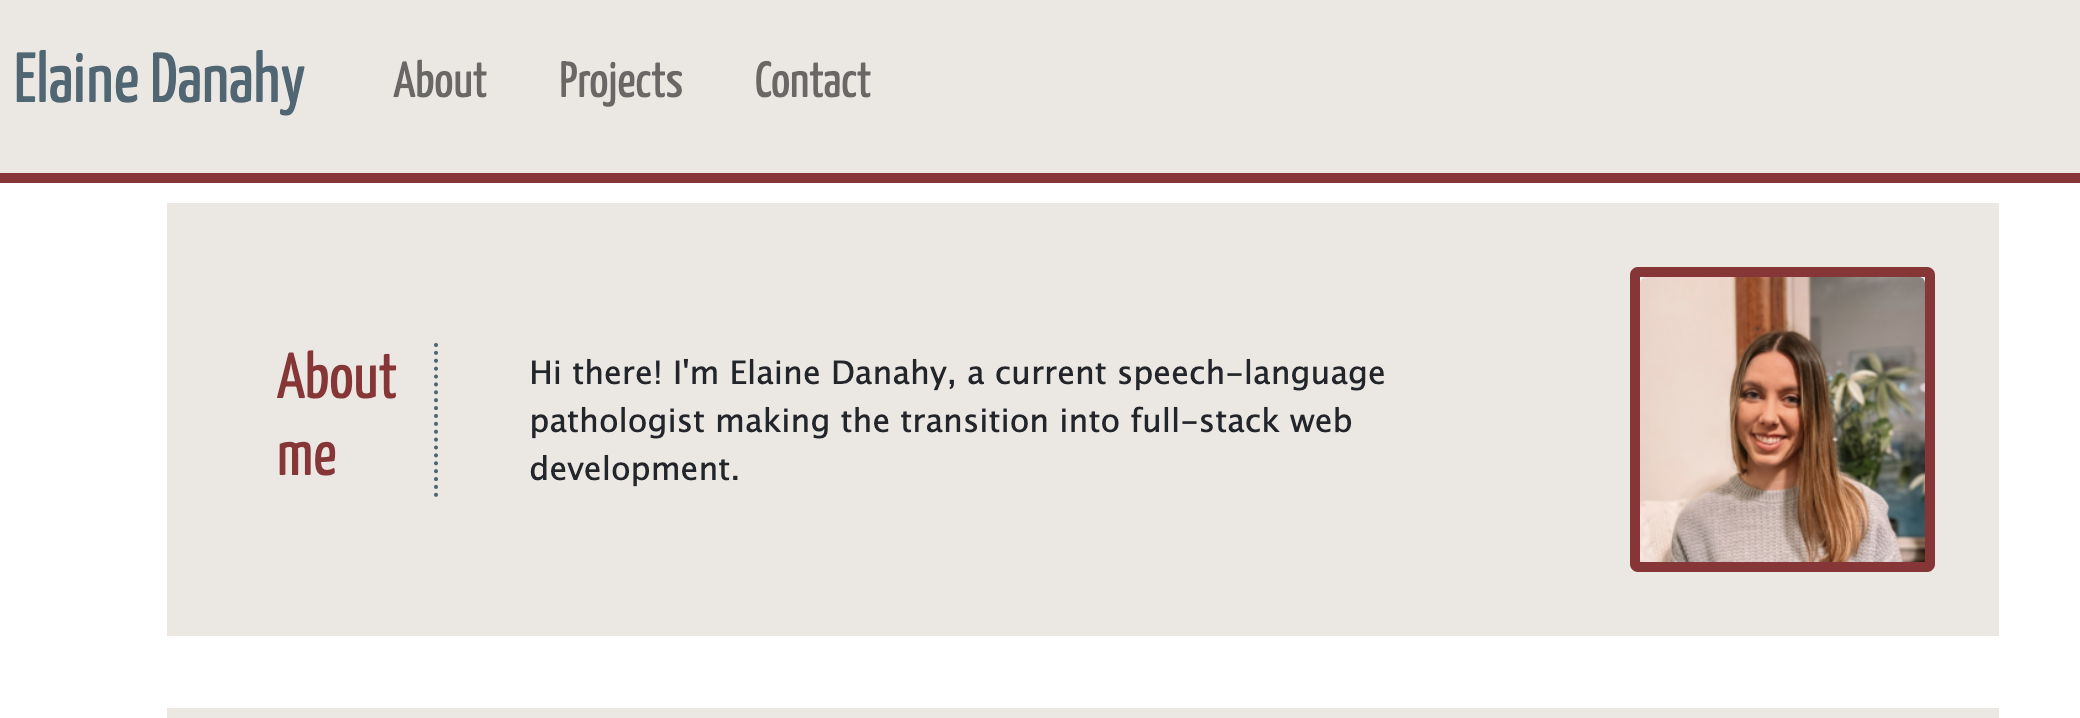 Elaine Danahy
About
Projects
Contact
About
me
Hi there! I'm Elaine Danahy, a current speech-language
pathologist making the transition into full-stack web
development.